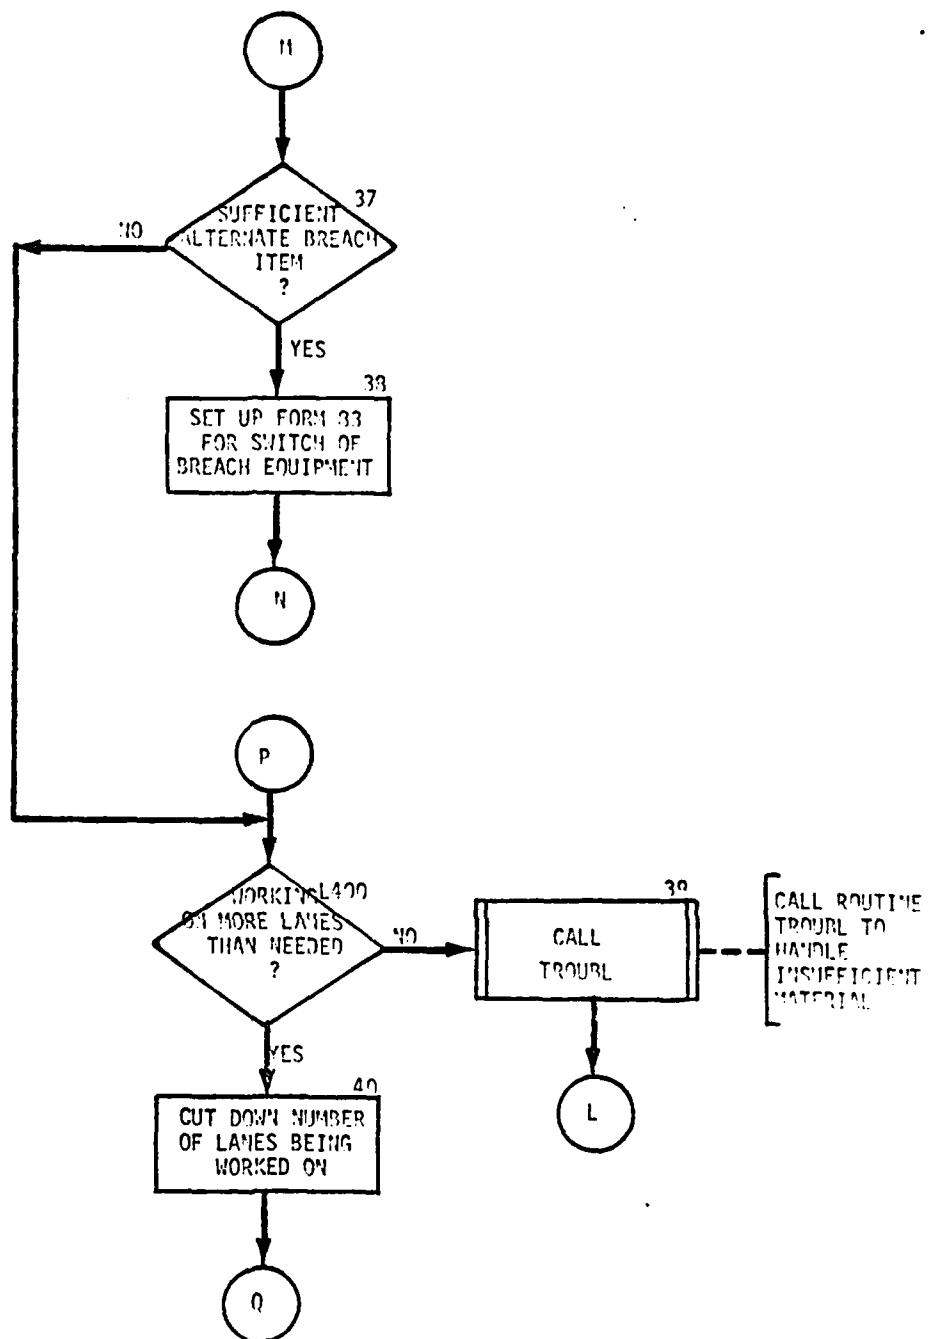 M
37
SUFFICIENT
ALTERNATE BREACH
ITEM
?
NO
YES
38
SET UP FORM 33
FOR SWITCH OF
BREACH EQUIPMENT
N
P
L400
WORKING
ON MORE LANES
THAN NEEDED
?
NO
39
CALL
TROUBL
CALL ROUTINE
TROUBL TO
HANDLE
INSUFFICIENT
MATERIAL
YES
40
CUT DOWN NUMBER
OF LANES BEING
WORKED ON
L
Q